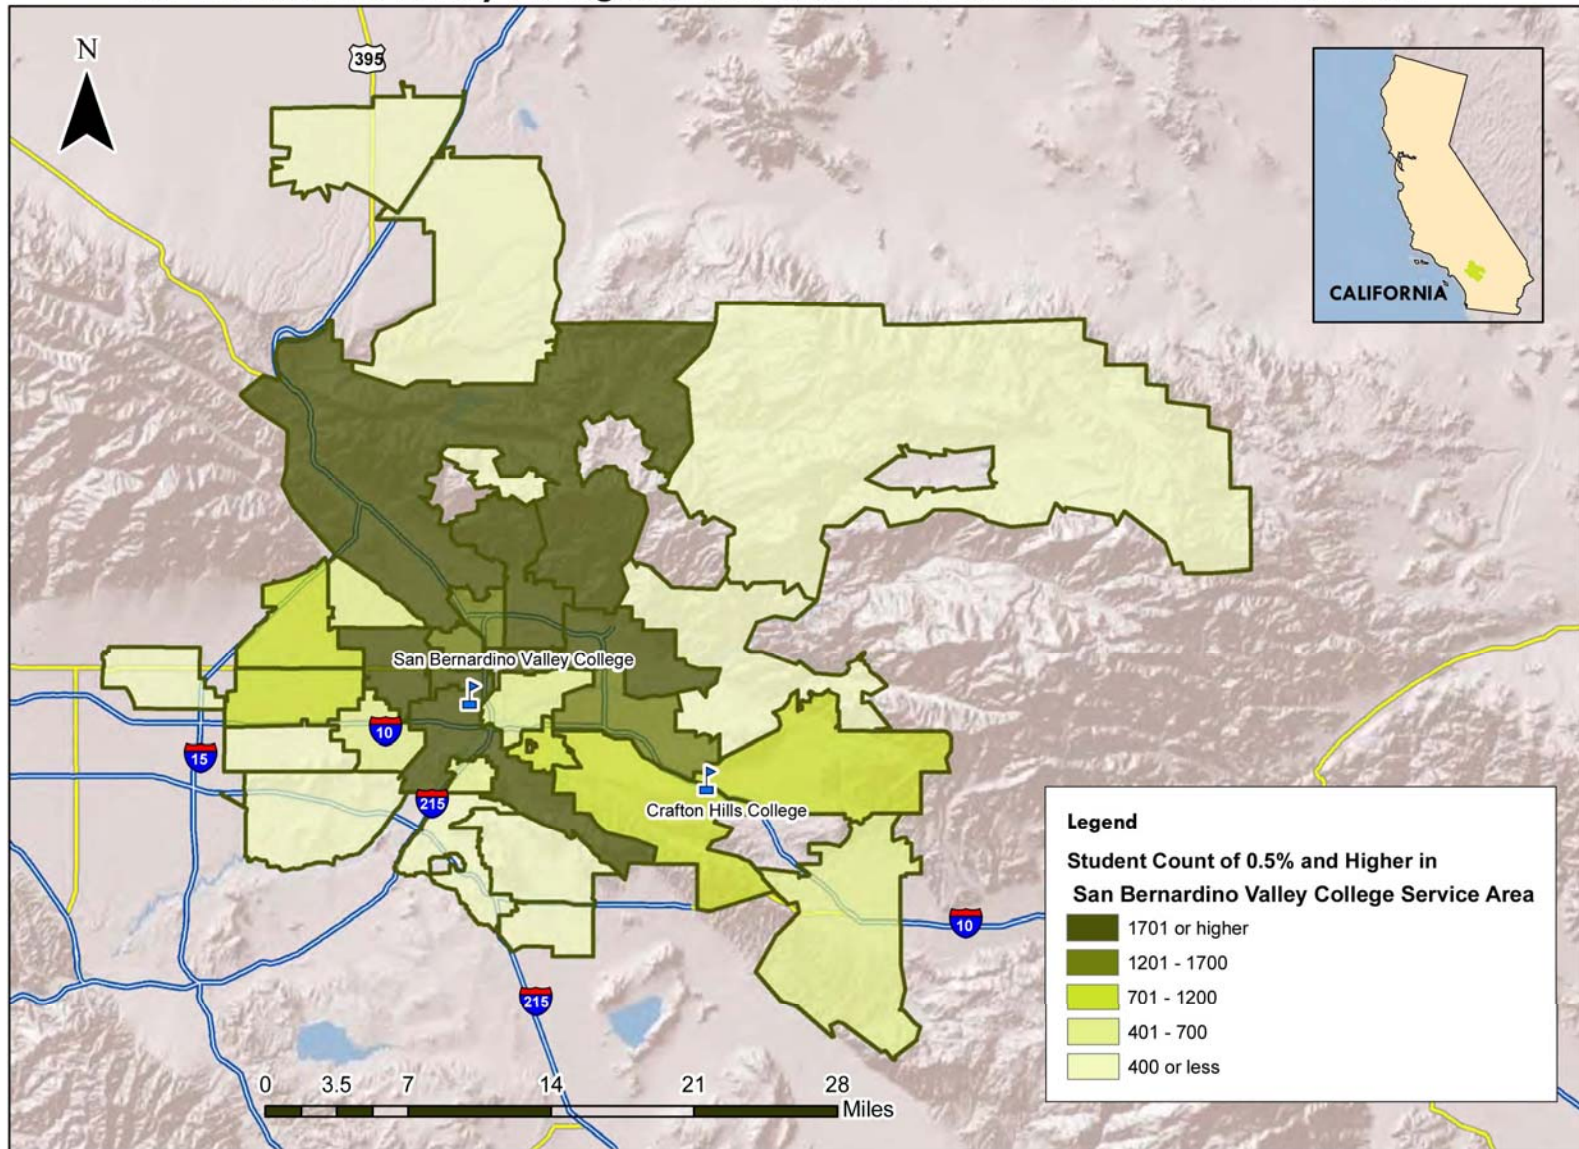 N
395
CALIFORNIA
San Bernardino Valley College
10
15
215
Crafton Hills College
10
215
Legend
Student Count of 0.5% and Higher in
San Bernardino Valley College Service Area
1701 or higher
1201 - 1700
701 - 1200
401 - 700
400 or less
0 3.5 7 14 21 28
Miles